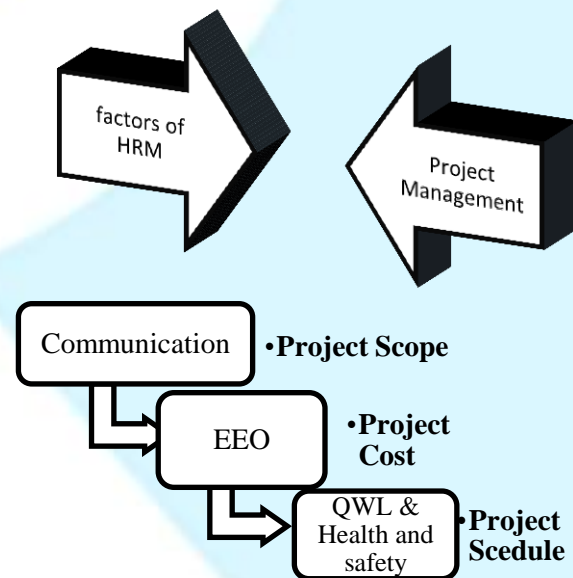 factors of
HRM
Project
Management
Communication
•Project Scope
EEO
•Project
Cost
QWL &
Health and
safety
•Project
Scedule